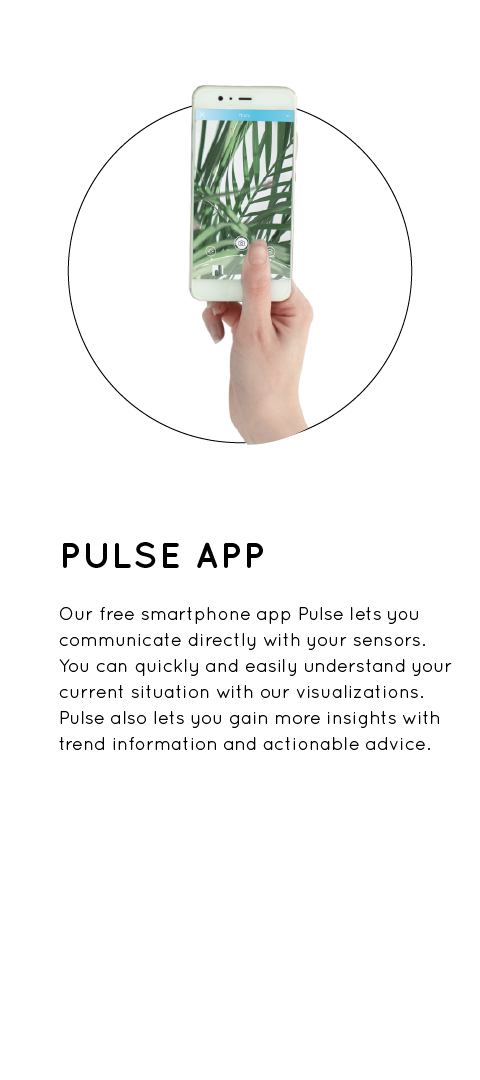 PULSE APP
Our free smartphone app Pulse lets you
communicate directly with your sensors.
You can quickly and easily understand your
current situation with our visualizations.
Pulse also lets you gain more insights with
trend information and actionable advice.